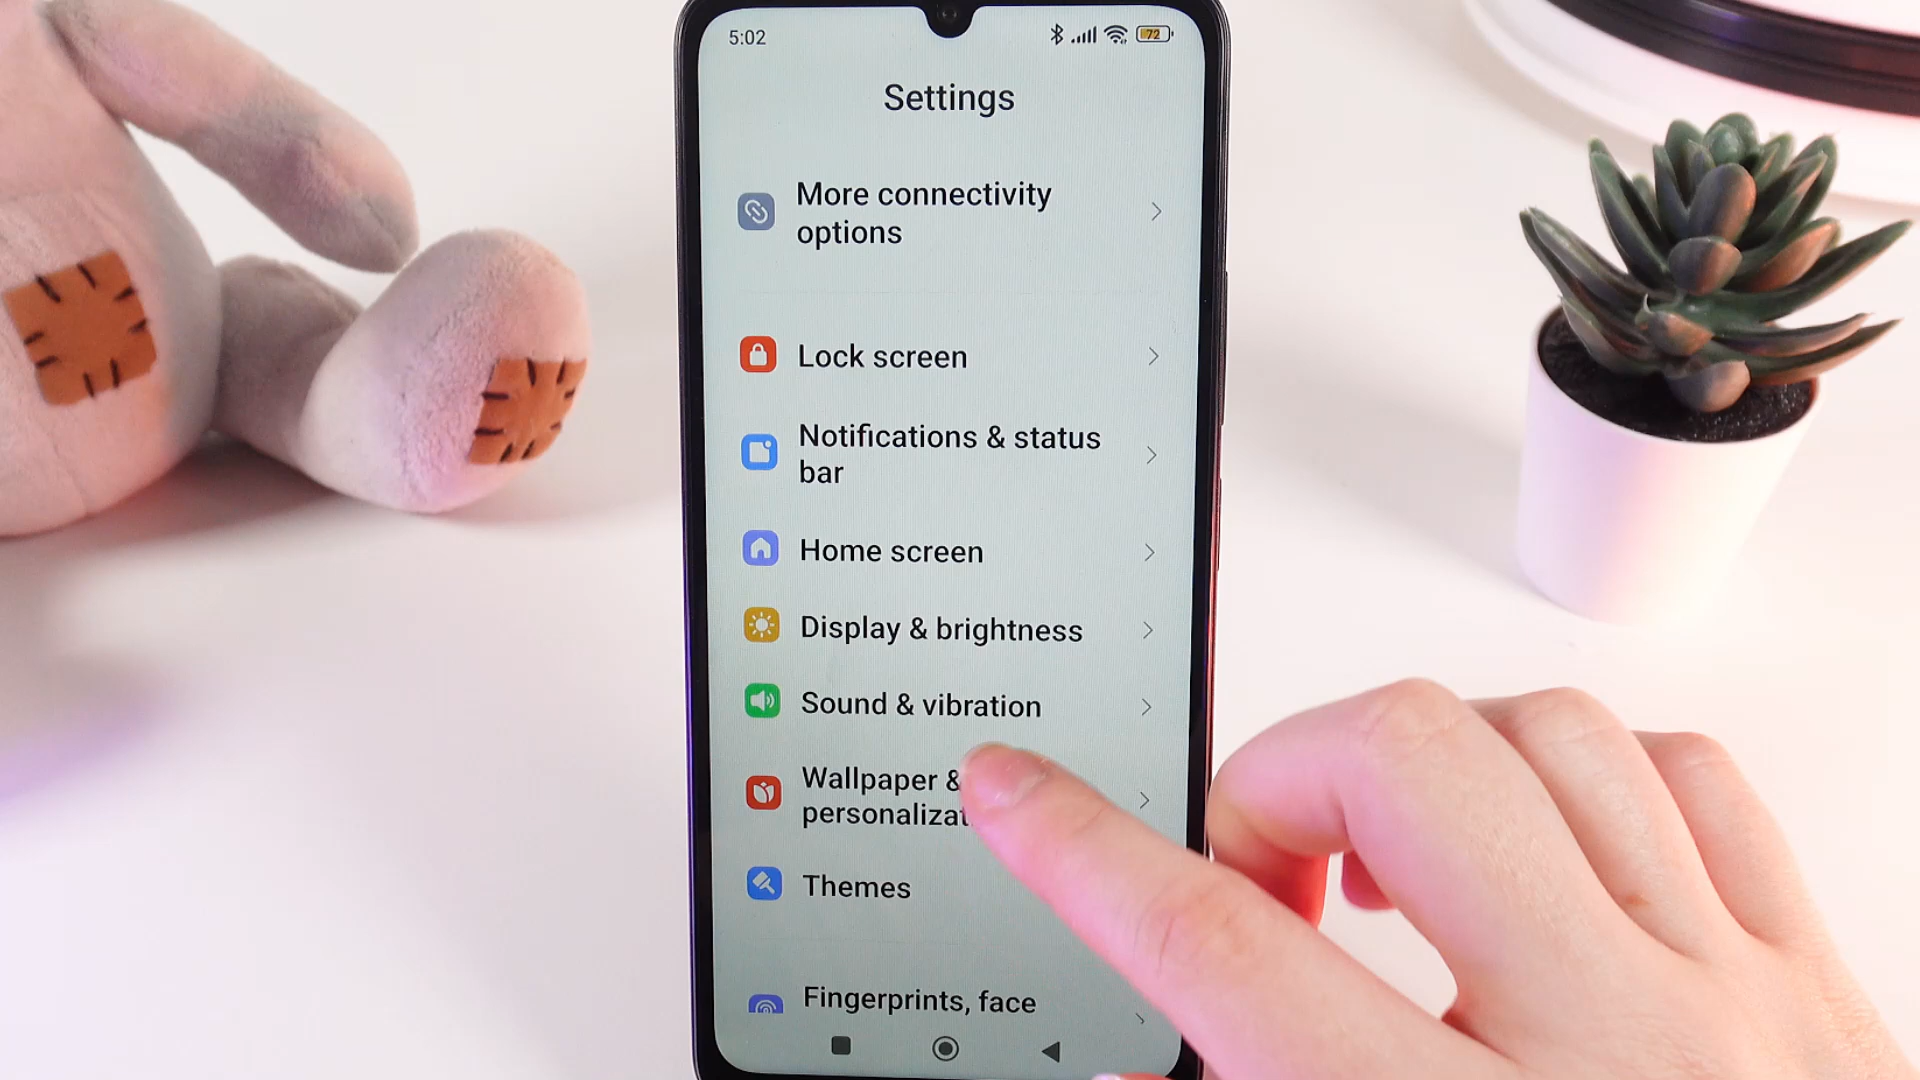 5:02
72
Settings
More connectivity
options
Lock screen
Notifications & status
bar
Home screen
Display & brightness
Sound & vibration
Wallpaper &
Themes
Fingerprints, face